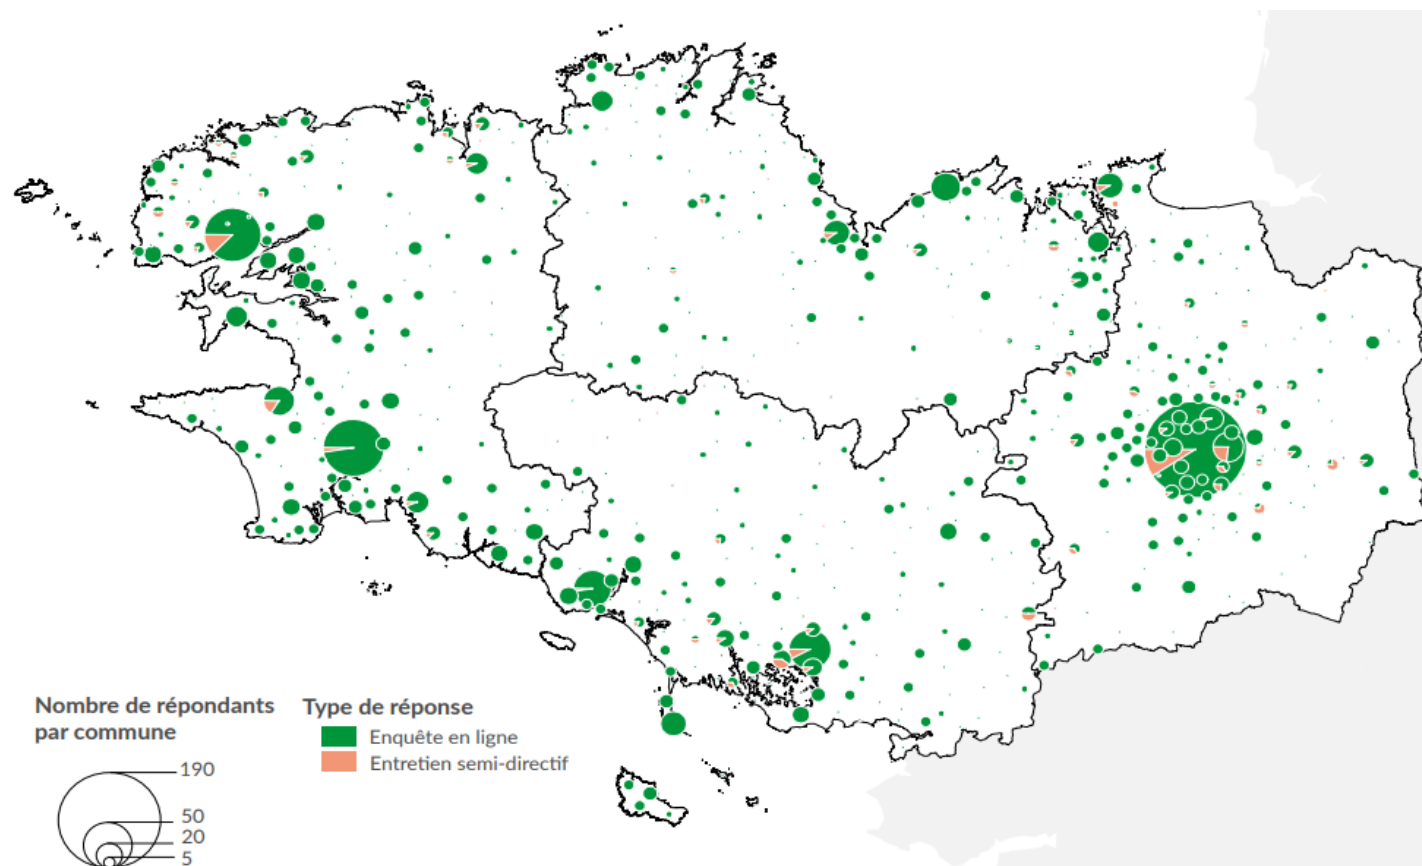 Nombre de répondants
par commune
190
50
20
5
Type de réponse
Enquête en ligne
Entretien semi-directif